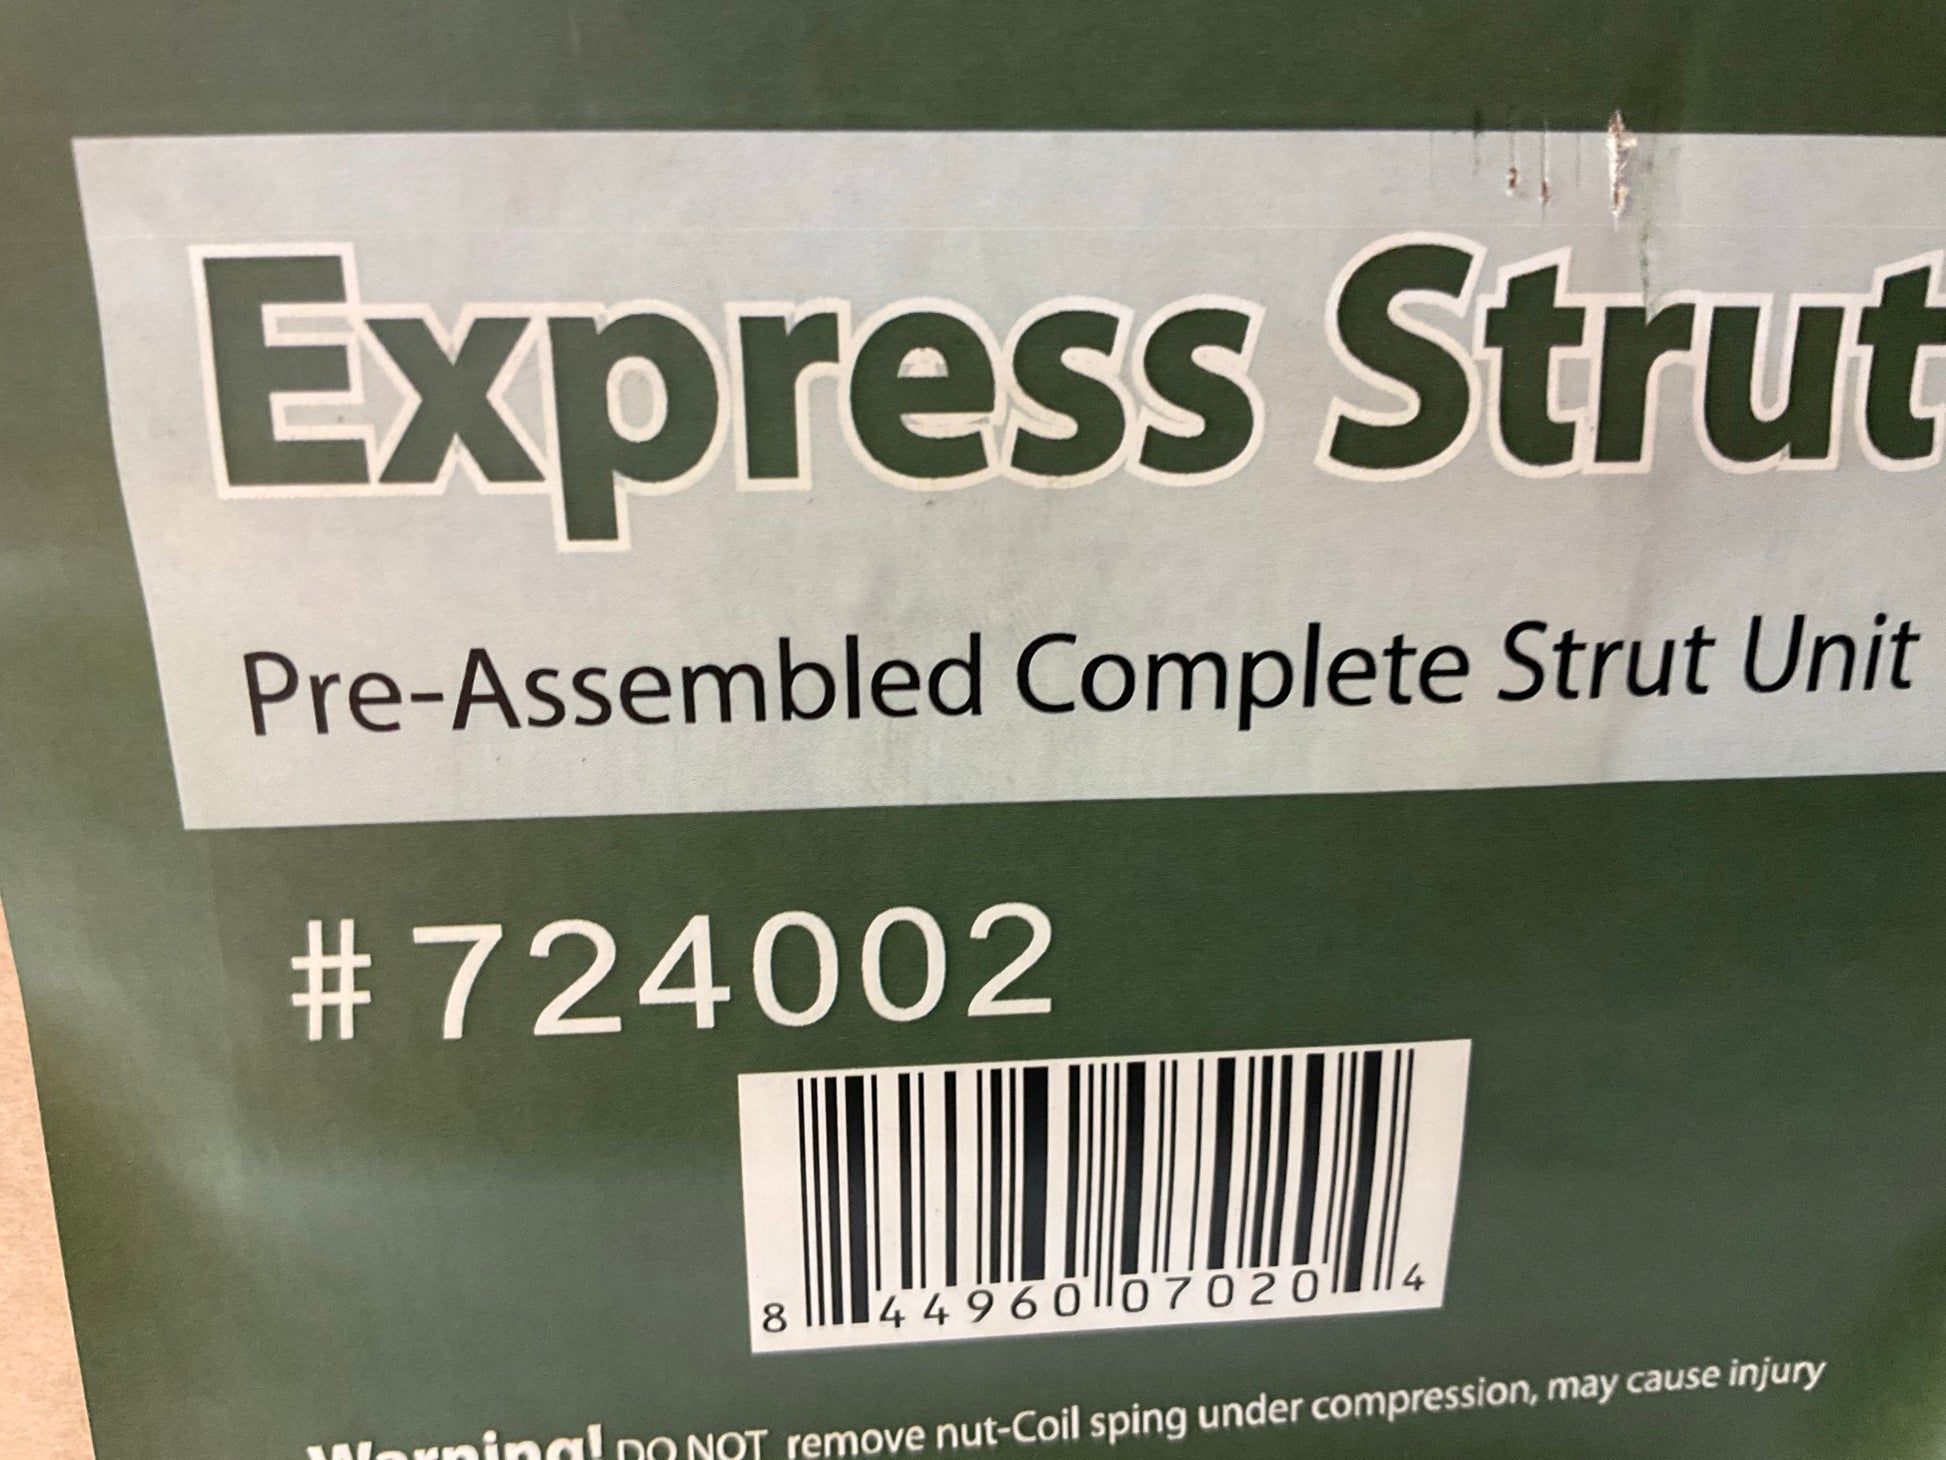 Express Strut
Pre-Assembled Complete Strut Unit
#724002
8 44960 07020 4
Warning! DO NOT remove nut-Coil sping under compression, may cause injury